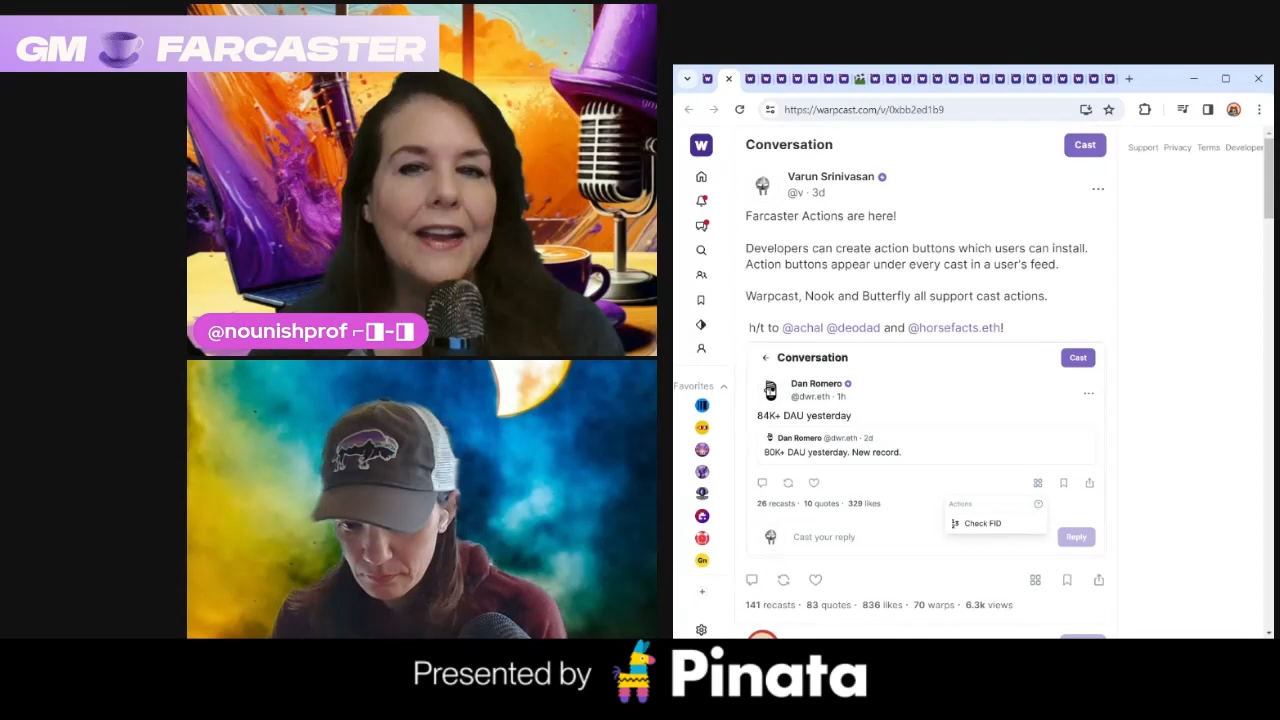 GM FARCASTER
@nounishprof ⌐◨-◨
https://warpcast.com/v/0xbb2ed1b9
W
Conversation
Cast
Support Privacy Terms Developer
Varun Srinivasan
@v · 3d
Farcaster Actions are here!
Developers can create action buttons which users can install.
Action buttons appear under every cast in a user's feed.
Warpcast, Nook and Butterfly all support cast actions.
h/t to @achal @deodad and @horsefacts.eth!
Conversation
Cast
Dan Romero
@dwr.eth · 1h
84K+ DAU yesterday
Dan Romero @dwr.eth · 2d
80K+ DAU yesterday. New record.
26 recasts · 10 quotes · 329 likes
Actions
Check FID
Cast your reply
Reply
Favorites
Gn
141 recasts · 83 quotes · 836 likes · 70 warps · 6.3k views
Presented by Pinata